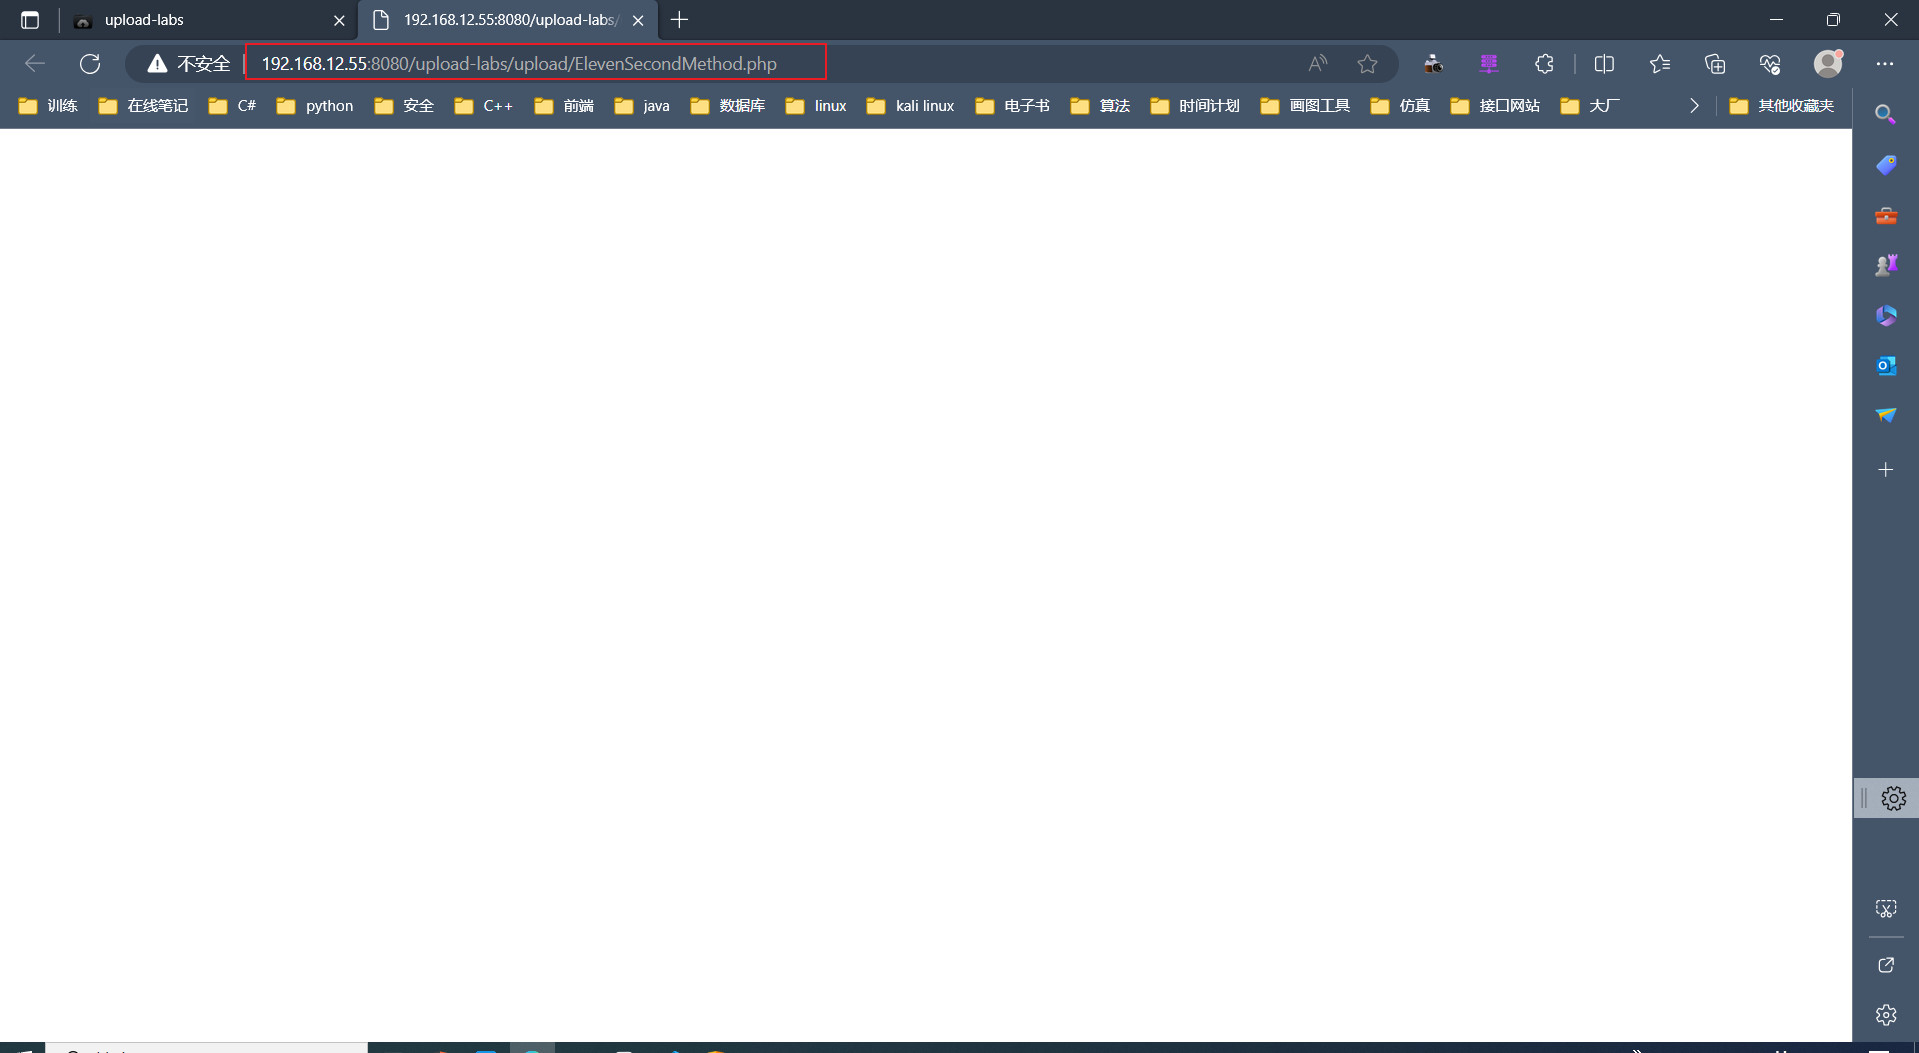 upload-labs
192.168.12.55:8080/upload-labs/
不安全
192.168.12.55:8080/upload-labs/upload/ElevenSecondMethod.php
训练 在线笔记 C# python 安全 C++ 前端 java 数据库 linux kali linux 电子书 算法 时间计划 画图工具 仿真 接口网站 大厂 其他收藏夹